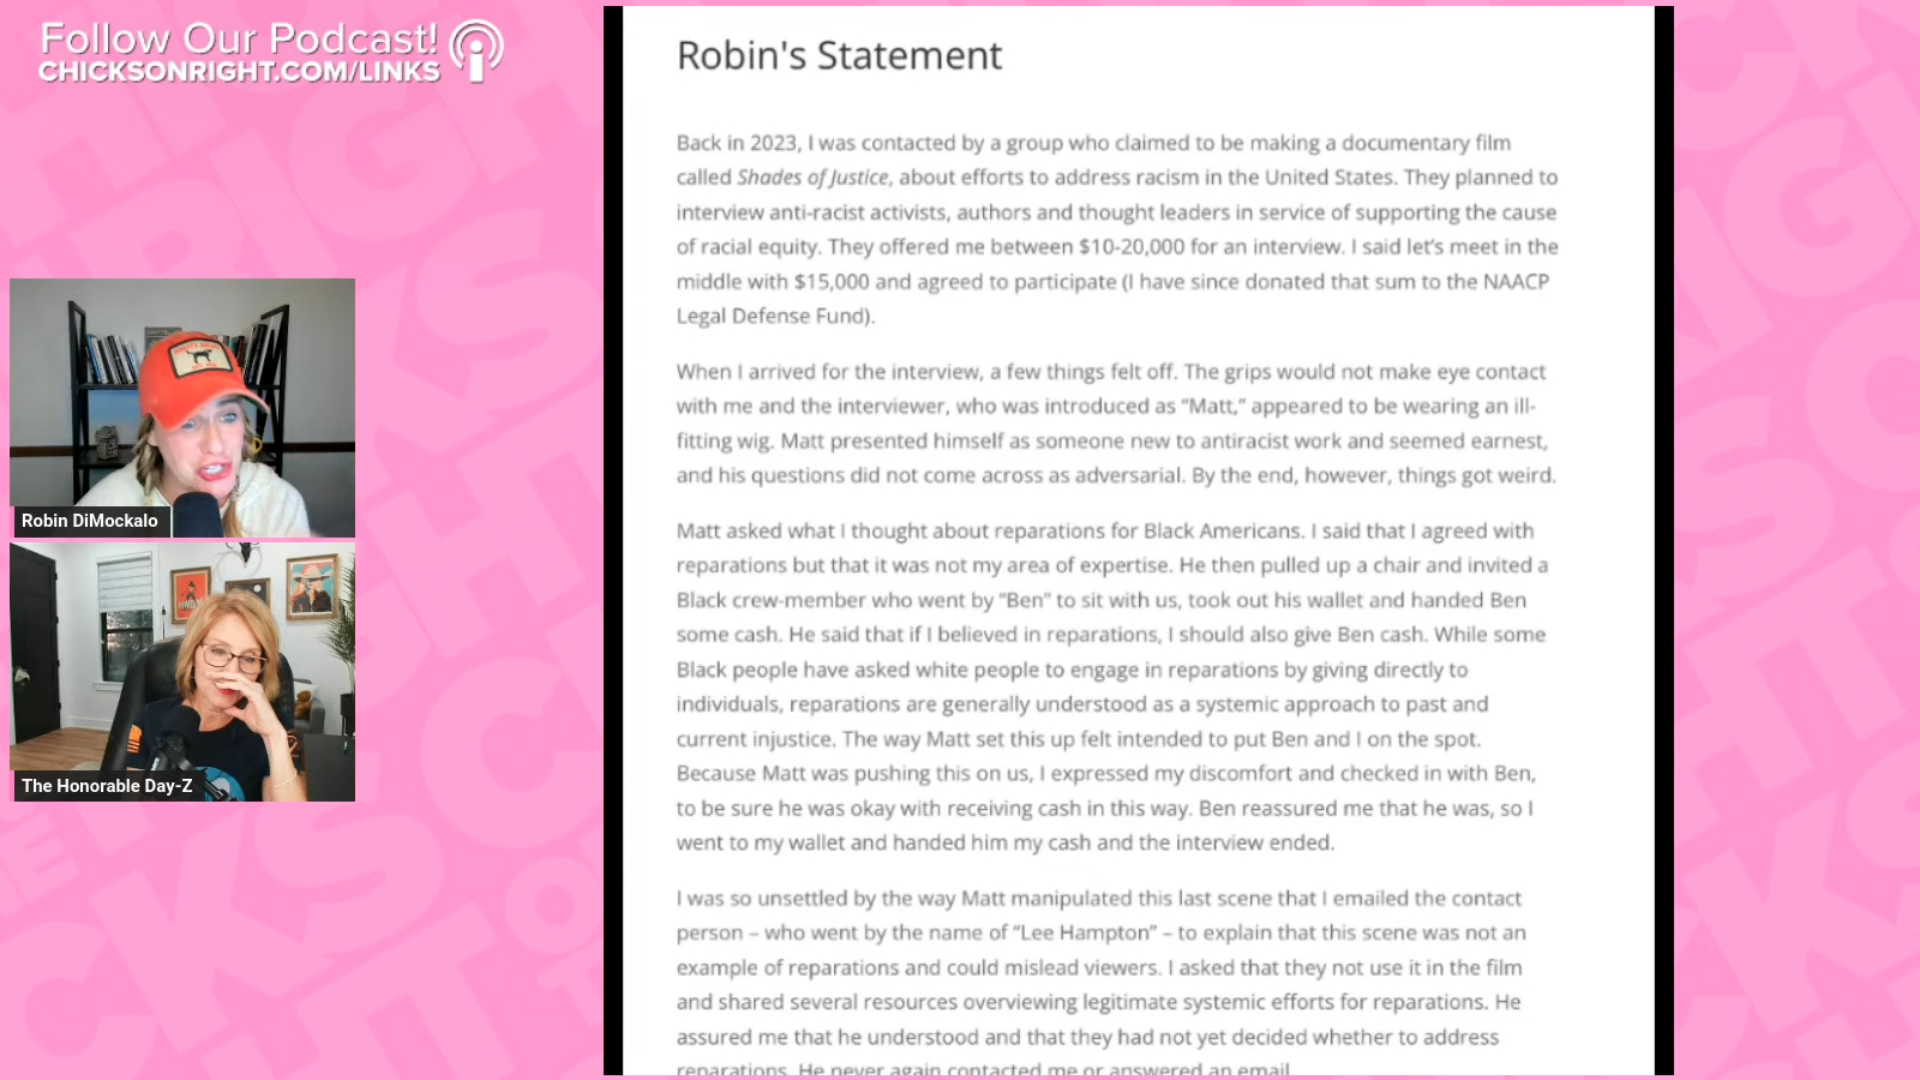 Follow Our Podcast!
CHICKSONRIGHT.COM/LINKS
Robin's Statement
Back in 2023, I was contacted by a group who claimed to be making a documentary film
called Shades of Justice, about efforts to address racism in the United States. They planned to
interview anti-racist activists, authors and thought leaders in service of supporting the cause
of racial equity. They offered me between $10-20,000 for an interview. I said let's meet in the
middle with $15,000 and agreed to participate (I have since donated that sum to the NAACP
Legal Defense Fund).
When I arrived for the interview, a few things felt off. The grips would not make eye contact
with me and the interviewer, who was introduced as “Matt,” appeared to be wearing an ill-
fitting wig. Matt presented himself as someone new to antiracist work and seemed earnest,
and his questions did not come across as adversarial. By the end, however, things got weird.
Matt asked what I thought about reparations for Black Americans. I said that I agreed with
reparations but that it was not my area of expertise. He then pulled up a chair and invited a
Black crew-member who went by “Ben” to sit with us, took out his wallet and handed Ben
some cash. He said that if I believed in reparations, I should also give Ben cash. While some
Black people have asked white people to engage in reparations by giving directly to
individuals, reparations are generally understood as a systemic approach to past and
current injustice. The way Matt set this up felt intended to put Ben and I on the spot.
Because Matt was pushing this on us, I expressed my discomfort and checked in with Ben,
to be sure he was okay with receiving cash in this way. Ben reassured me that he was, so I
went to my wallet and handed him my cash and the interview ended.
I was so unsettled by the way Matt manipulated this last scene that I emailed the contact
person – who went by the name of “Lee Hampton” – to explain that this scene was not an
example of reparations and could mislead viewers. I asked that they not use it in the film
and shared several resources overviewing legitimate systemic efforts for reparations. He
assured me that he understood and that they had not yet decided whether to address
reparations. He never again contacted me or answered an email.
Robin DiMockalo
The Honorable Day-Z